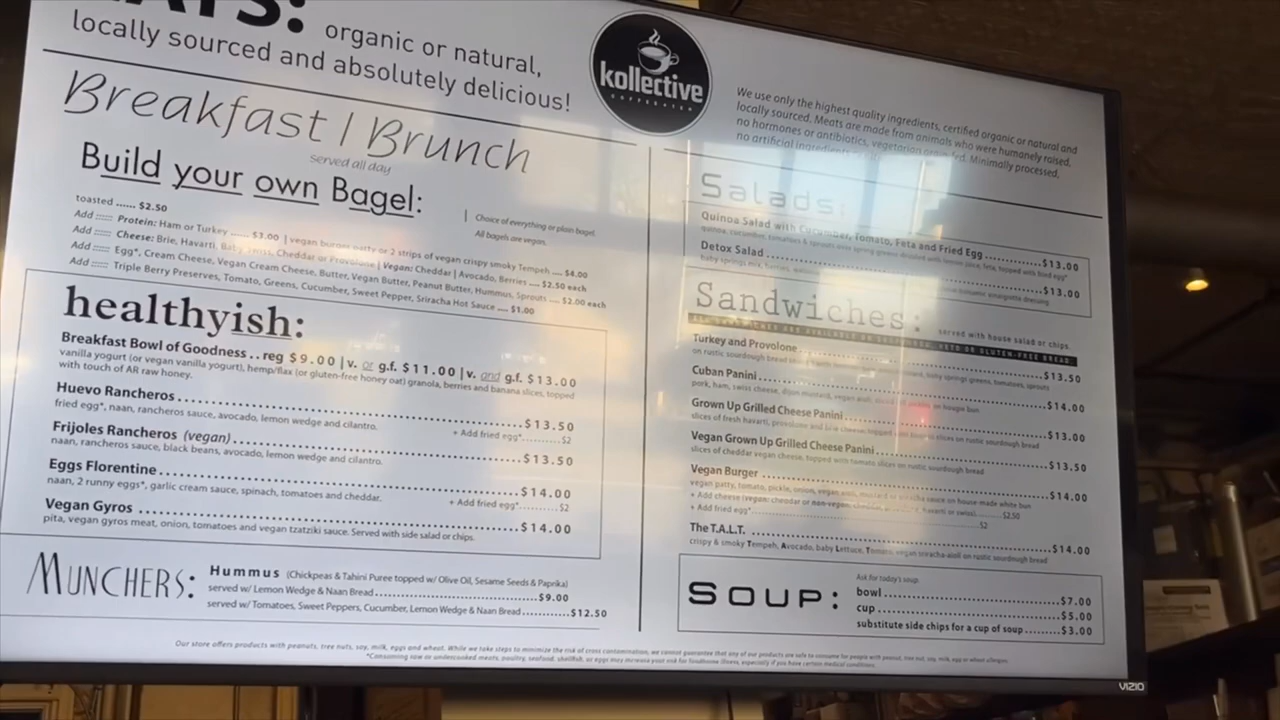 organic or natural,
locally sourced and absolutely delicious!
kollective
Breakfast | Brunch
served all day
Build your own Bagel:
toasted ...... $2.50
Choice of everything or plain bagel.
All bagels are vegan.
Add :::::: Protein: Ham or Turkey ...... $3.00 | vegan burger patty or 2 strips of vegan crispy smoky Tempeh .... $4.00
Add :::::: Cheese: Brie, Havarti, Baby Swiss, Cheddar or Provolone | Vegan: Cheddar | Avocado, Berries .... $2.50 each
Add :::::: Egg*, Cream Cheese, Vegan Cream Cheese, Butter, Vegan Butter, Peanut Butter, Hummus, Sprouts .... $2.00 each
Add :::::: Triple Berry Preserves, Tomato, Greens, Cucumber, Sweet Pepper, Sriracha Hot Sauce .... $1.00
healthyish:
Breakfast Bowl of Goodness . . reg $9.00 | v. or g.f. $11.00 | v. and g.f. $13.00
vanilla yogurt (or vegan vanilla yogurt), hemp/flax (or gluten-free honey oat) granola, berries and banana slices, topped
with touch of AR raw honey.
Huevo Rancheros ........ $13.50
fried egg*, naan, rancheros sauce, avocado, lemon wedge and cilantro.
+ Add fried egg*..........$2
Frijoles Rancheros (vegan) ........ $13.50
naan, rancheros sauce, black beans, avocado, lemon wedge and cilantro.
Eggs Florentine ........ $14.00
naan, 2 runny eggs*, garlic cream sauce, spinach, tomatoes and cheddar.
+ Add fried egg*..........$2
Vegan Gyros ........ $14.00
pita, vegan gyros meat, onion, tomatoes and vegan tzatziki sauce. Served with side salad or chips.
Munchers:
Hummus (Chickpeas & Tahini Puree topped w/ Olive Oil, Sesame Seeds & Paprika)
served w/ Lemon Wedge & Naan Bread ........ $9.00
served w/ Tomatoes, Sweet Peppers, Cucumber, Lemon Wedge & Naan Bread ........ $12.50
We use only the highest quality ingredients, certified organic or natural and
locally sourced. Meats are made from animals who were humanely raised,
no hormones or antibiotics, vegetarian fed. Minimally processed,
no artificial ingredients
Salads:
Quinoa Salad with Cucumber, Tomato, Feta and Fried Egg ........ $13.00
Detox Salad ........ $13.00
Sandwiches:
served with house salad or chips.
GLUTEN-FREE BREAD
Turkey and Provolone ........ $13.50
on rustic sourdough bread baby springs greens, tomatoes, sprouts
Cuban Panini ........ $14.00
pork, ham, swiss cheese, dijon mustard, vegan aioli, on hoagie bun
Grown Up Grilled Cheese Panini ........ $13.00
slices of fresh havarti, provolone and brie cheese, topped slices on rustic sourdough bread
Vegan Grown Up Grilled Cheese Panini ........ $13.50
slices of cheddar vegan cheese, topped with tomato slices on rustic sourdough bread
Vegan Burger ........ $14.00
vegan patty, tomato, pickle, onion, vegan aioli, mustard or sriracha sauce on house made white bun
+ Add cheese (vegan: cheddar or non-vegan: cheddar, provolone, havarti or swiss) ........ $2.50
+ Add fried egg* ........ $2
The T.A.L.T. ........ $14.00
crispy & smoky Tempeh, Avocado, baby Lettuce, Tomato, vegan sriracha-aioli on rustic sourdough bread
Soup:
Ask for today's soup.
bowl ........ $7.00
cup ........ $5.00
substitute side chips for a cup of soup ........ $3.00
Our store offers products with peanuts, tree nuts, soy, milk, eggs and wheat. While we take steps to minimize the risk of cross contamination, we cannot guarantee that any of our products are safe to consume for people with peanut, tree nut, soy, milk, egg or wheat allergies.
*Consuming raw or undercooked meats, poultry, seafood, shellfish, or eggs may increase your risk for foodborne illness, especially if you have certain medical conditions.
VIZIO